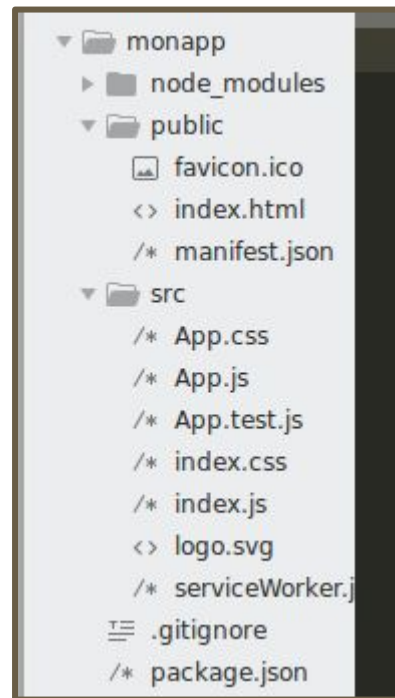 monapp
node_modules
public
favicon.ico
<> index.html
/* manifest.json
src
/* App.css
/* App.js
/* App.test.js
/* index.css
/* index.js
<> logo.svg
/* serviceWorker.j
.gitignore
/* package.json